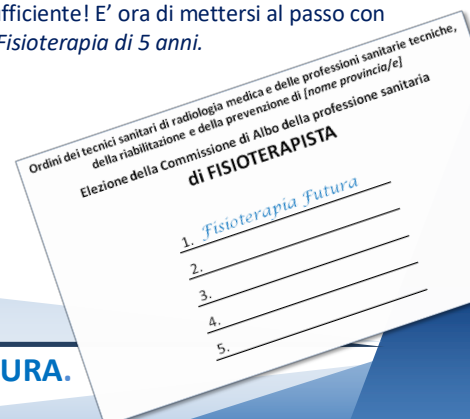 fficiente! E’ ora di mettersi al passo con
Fisioterapia di 5 anni.
Ordini dei tecnici sanitari di radiologia medica e delle professioni sanitarie tecniche,
della riabilitazione e della prevenzione di [nome provincia/e]
Elezione della Commissione di Albo della professione sanitaria
di FISIOTERAPISTA
1. Fisioterapia Futura
2.
3.
4.
5.
URA.